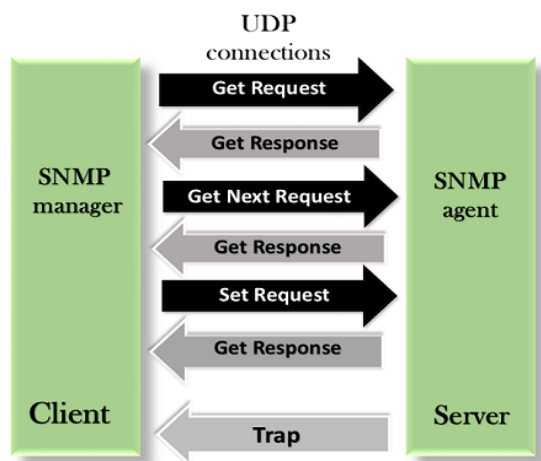 UDP
connections
Get Request
Get Response
SNMP
manager
Get Next Request
SNMP
agent
Get Response
Set Request
Get Response
Client
Trap
Server